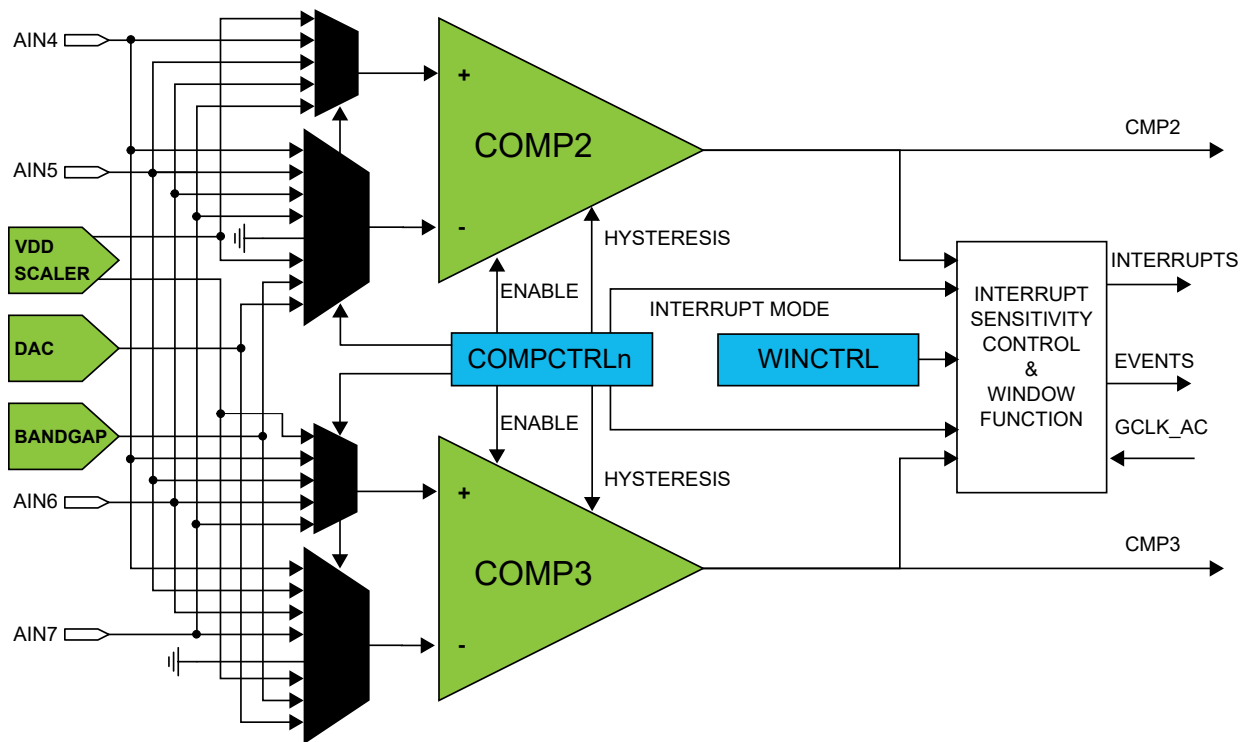 AIN4
+
COMP2
CMP2
AIN5
-
HYSTERESIS
VDD
SCALER
ENABLE
INTERRUPT MODE
INTERRUPTS
INTERRUPT
SENSITIVITY
CONTROL
&
WINDOW
FUNCTION
DAC
COMPCTRLn
WINCTRL
EVENTS
BANDGAP
ENABLE
GCLK_AC
HYSTERESIS
AIN6
+
COMP3
CMP3
AIN7
-